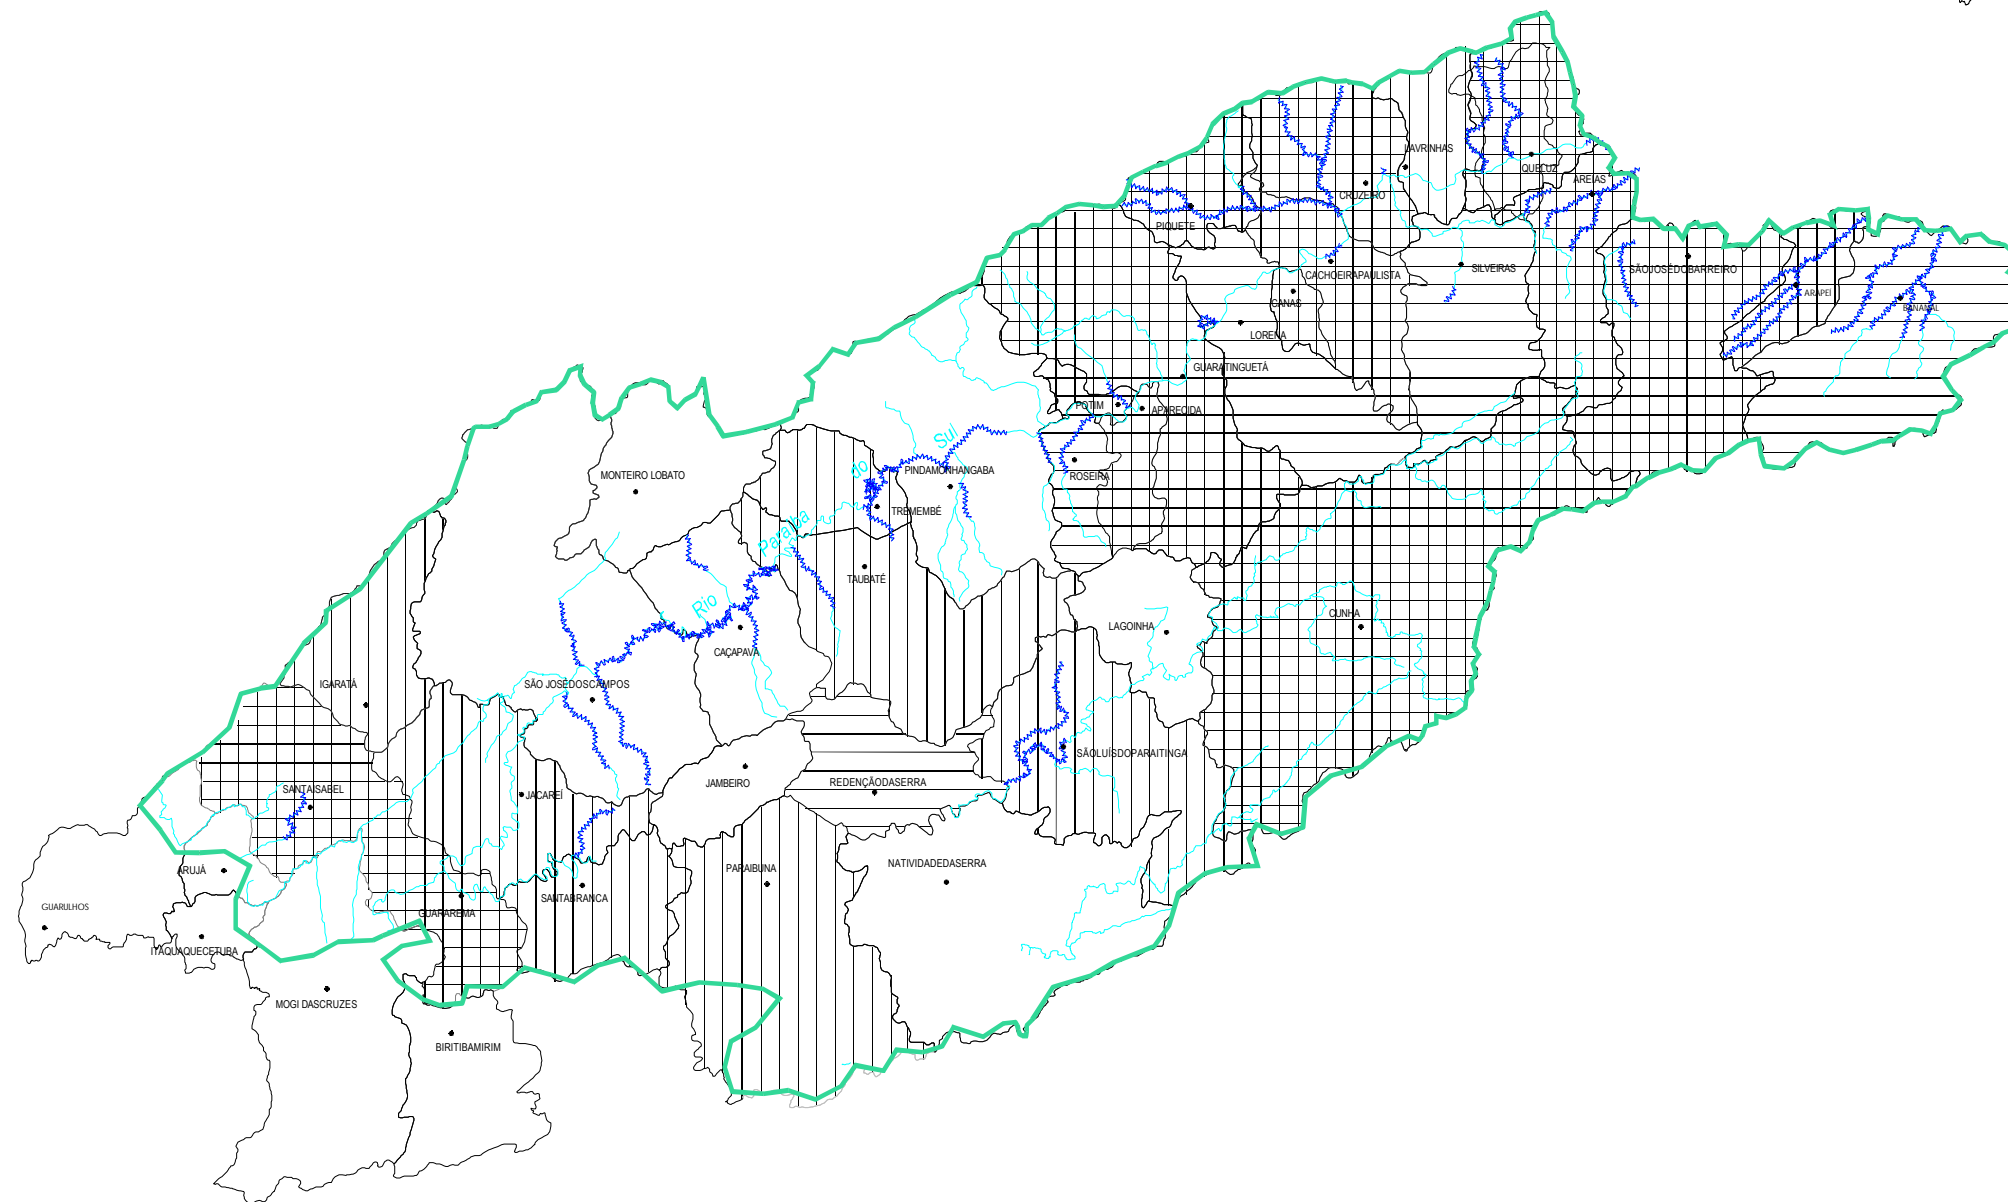 LAVRINHAS
QUELUZ
AREIAS
CRUZEIRO
PIQUETE
CACHOEIRAPAULISTA
SILVEIRAS
SÃOJOSÉDOBARREIRO
ARAPEÍ
BANANAL
CANAS
LORENA
GUARATINGUETÁ
POTIM
APARECIDA
ROSEIRA
Sul
do
PINDAMONHANGABA
MONTEIRO LOBATO
TREMEMBÉ
Paraíba
TAUBATÉ
Rio
LAGOINHA
CUNHA
CAÇAPAVA
IGARATÁ
SÃO JOSÉDOSCAMPOS
SÃOLUÍSDOPARAITINGA
JAMBEIRO
REDENÇÃODASERRA
SANTAISABEL
JACAREÍ
NATIVIDADEDASERRA
PARAIBUNA
ARUJÁ
SANTABRANCA
GUARULHOS
GUARAREMA
ITAQUAQUECETUBA
MOGI DASCRUZES
BIRITIBAMIRIM